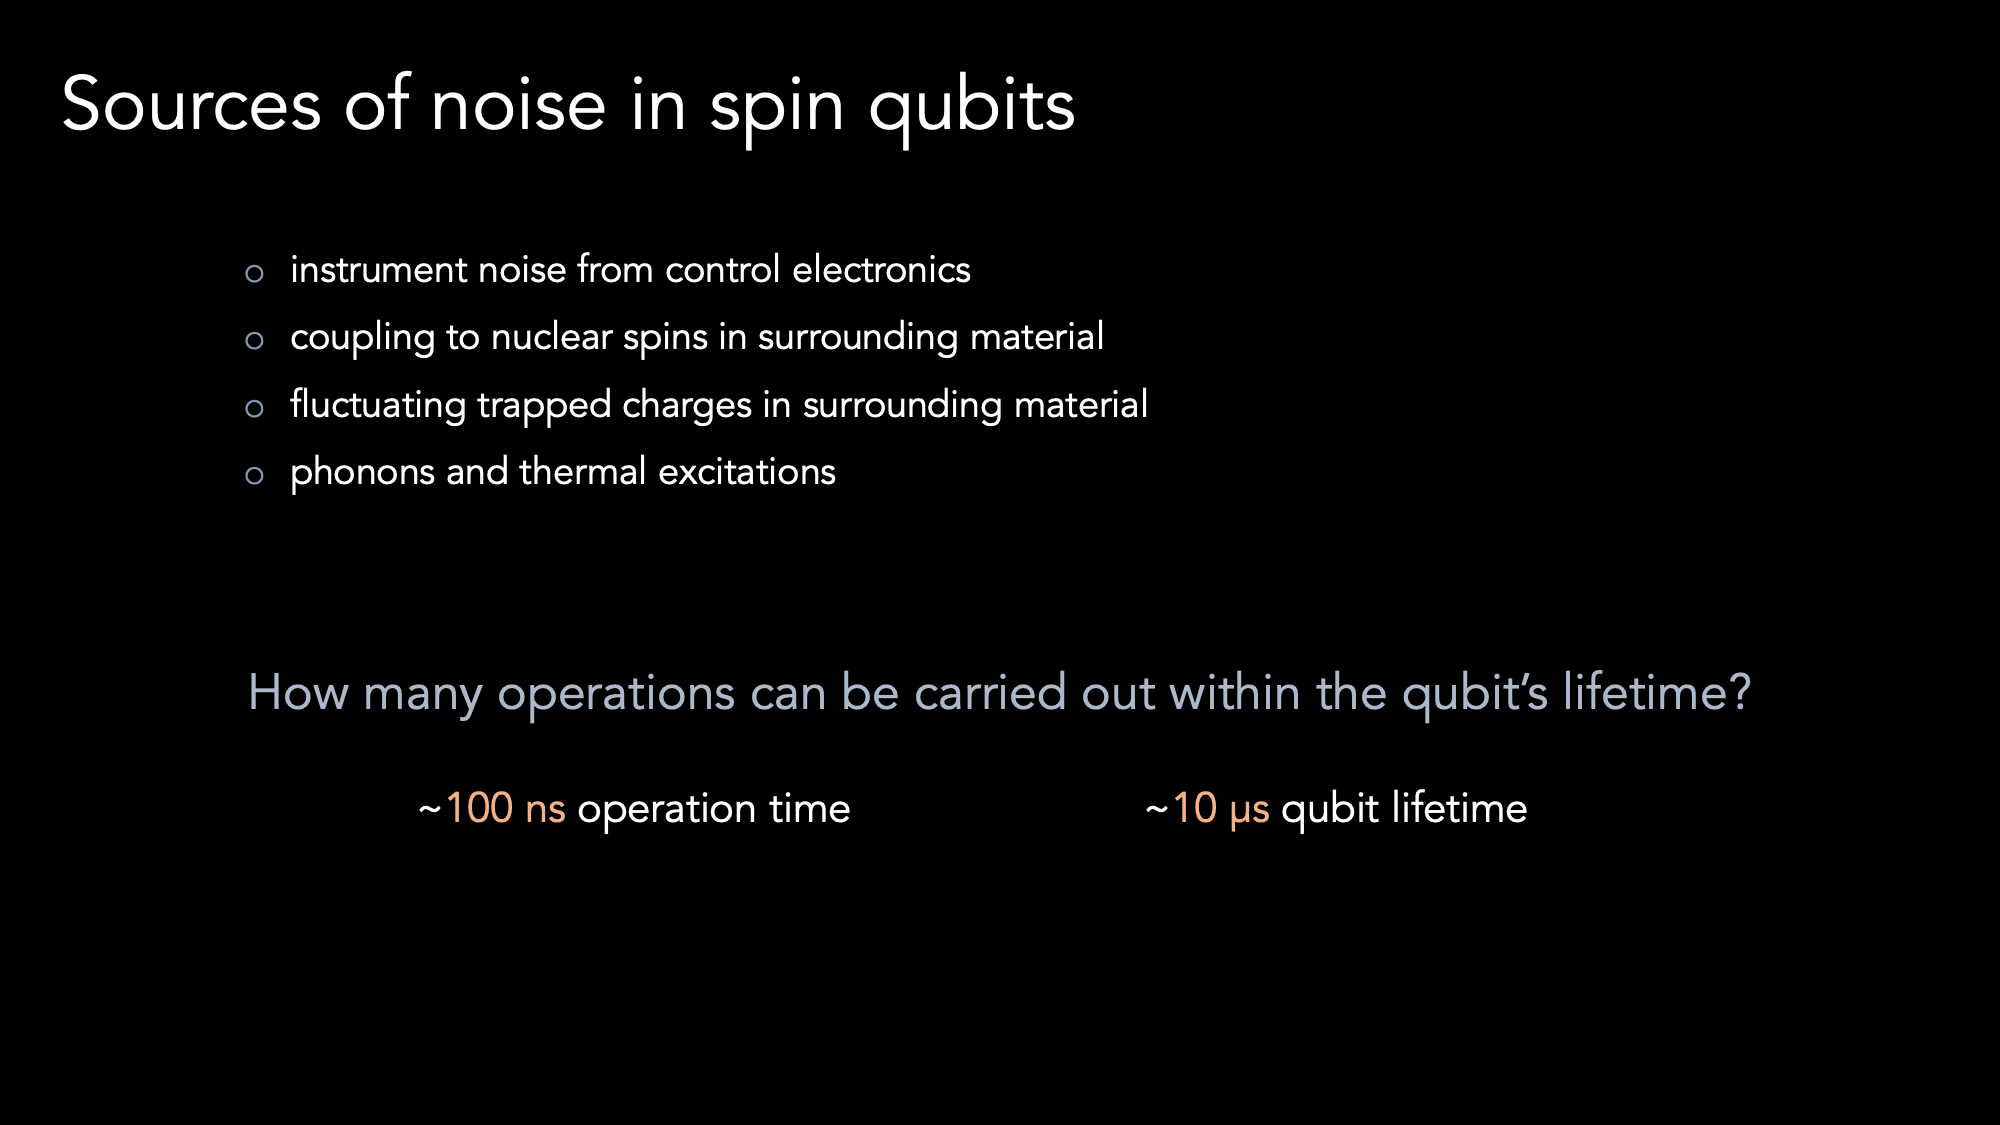 Sources of noise in spin qubits
instrument noise from control electronics
coupling to nuclear spins in surrounding material
fluctuating trapped charges in surrounding material
phonons and thermal excitations
How many operations can be carried out within the qubit’s lifetime?
~100 ns operation time
~10 µs qubit lifetime